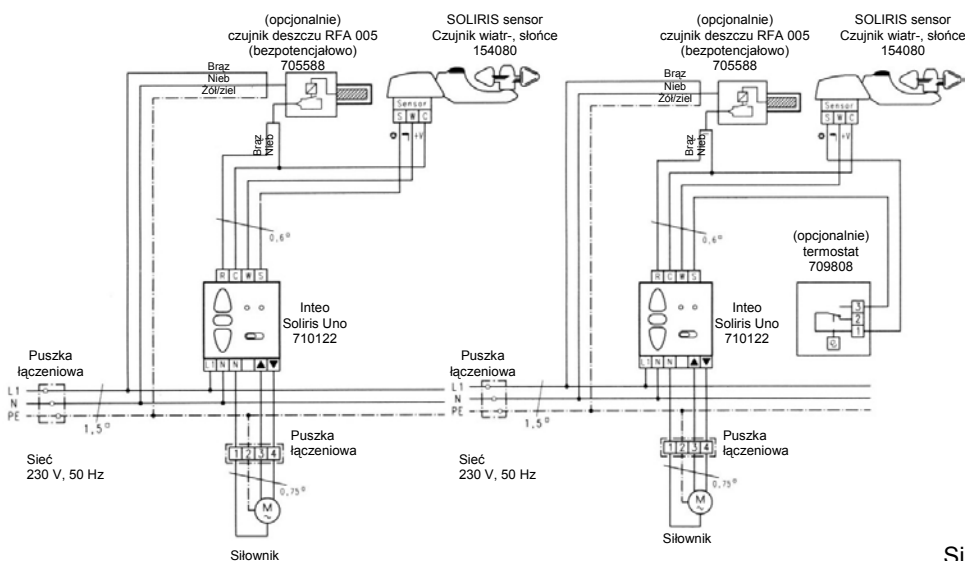 (opcjonalnie)
czujnik deszczu RFA 005
(bezpotencjałowo)
705588
SOLIRIS sensor
Czujnik wiatr-, słońce
154080
Brąz
Nieb
Żół/ziel
Sensor
S W C
+V
Brąz
Nieb
0,6°
R C W S
Inteo
Soliris Uno
710122
L1 N N ▲ ▼
Puszka
łączeniowa
L1
N
PE
1,5°
Sieć
230 V, 50 Hz
Puszka
łączeniowa
1 2 3 4
0,75°
M
~
Siłownik
(opcjonalnie)
czujnik deszczu RFA 005
(bezpotencjałowo)
705588
SOLIRIS sensor
Czujnik wiatr-, słońce
154080
Brąz
Nieb
Żół/ziel
Sensor
S W C
+V
Brąz
Nieb
0,6°
(opcjonalnie)
termostat
709808
3
2
1
R C W S
Inteo
Soliris Uno
710122
L1 N N ▲ ▼
Puszka
łączeniowa
L1
N
PE
1,5°
Sieć
230 V, 50 Hz
Puszka
łączeniowa
1 2 3 4
0,75°
M
~
Siłownik
Si